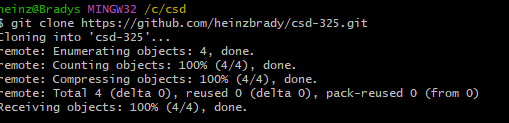 heinz@Bradys MINGW32 /c/csd
$ git clone https://github.com/heinzbrady/csd-325.git
Cloning into 'csd-325'...
remote: Enumerating objects: 4, done.
remote: Counting objects: 100% (4/4), done.
remote: Compressing objects: 100% (4/4), done.
remote: Total 4 (delta 0), reused 0 (delta 0), pack-reused 0 (from 0)
Receiving objects: 100% (4/4), done.